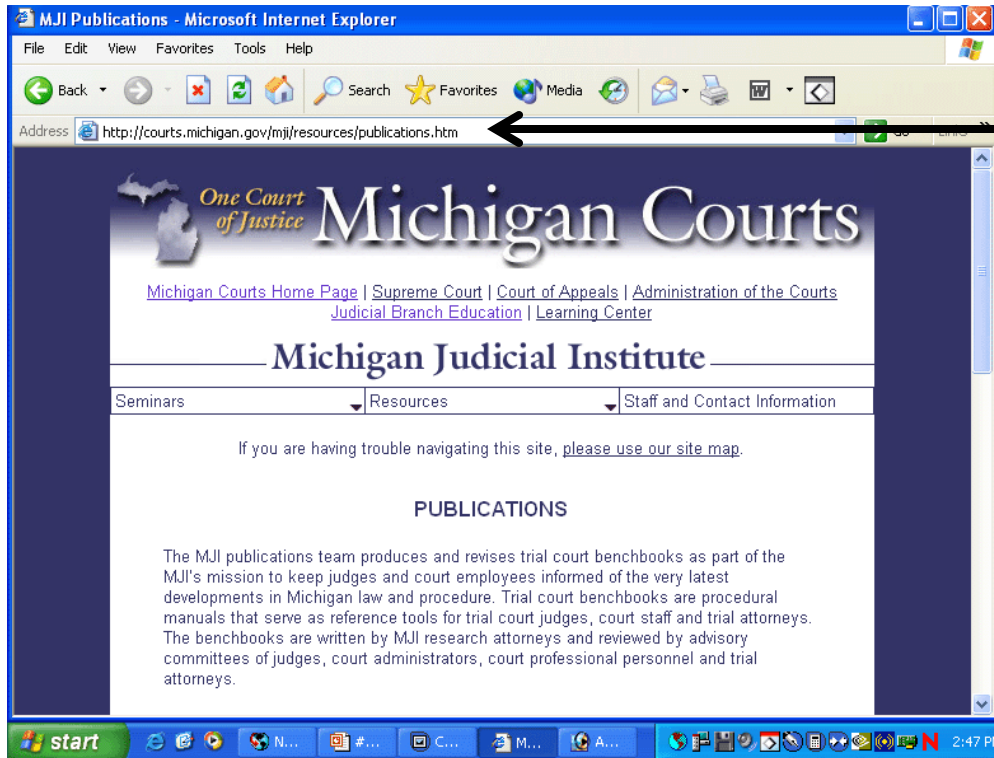 MJI Publications - Microsoft Internet Explorer
File Edit View Favorites Tools Help
Back Search Favorites Media
Address http://courts.michigan.gov/mji/resources/publications.htm
One Court
of Justice
Michigan Courts
Michigan Courts Home Page | Supreme Court | Court of Appeals | Administration of the Courts
Judicial Branch Education | Learning Center
Michigan Judicial Institute
Seminars Resources Staff and Contact Information
If you are having trouble navigating this site, please use our site map.
PUBLICATIONS
The MJI publications team produces and revises trial court benchbooks as part of the
MJI's mission to keep judges and court employees informed of the very latest
developments in Michigan law and procedure. Trial court benchbooks are procedural
manuals that serve as reference tools for trial court judges, court staff and trial attorneys.
The benchbooks are written by MJI research attorneys and reviewed by advisory
committees of judges, court administrators, court professional personnel and trial
attorneys.
start N... #... C... M... A... N 2:47 P